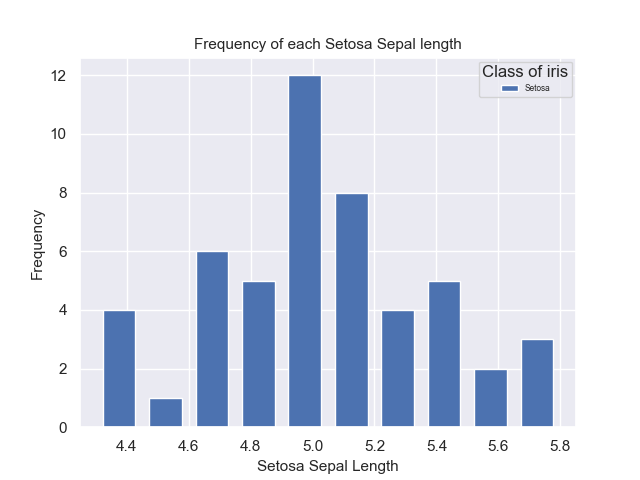 Frequency of each Setosa Sepal length
Class of iris
Setosa
12
10
8
6
4
2
0
Frequency
4.4 4.6 4.8 5.0 5.2 5.4 5.6 5.8
Setosa Sepal Length